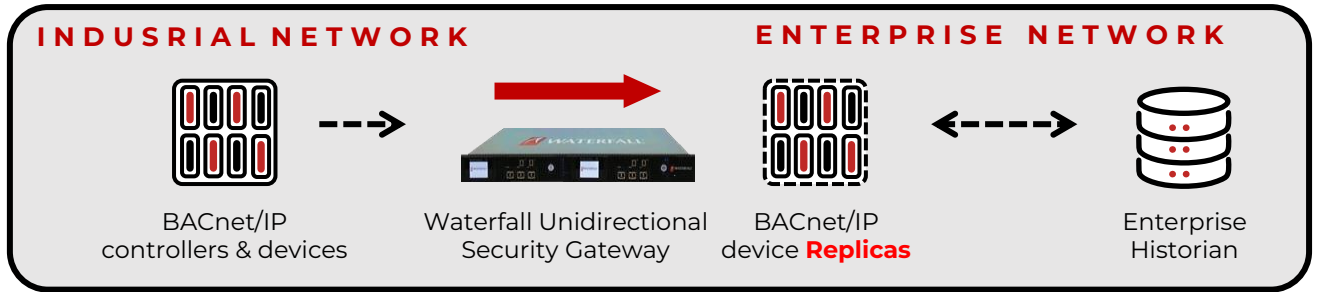 INDUSRIAL NETWORK
ENTERPRISE NETWORK
WATERFALL
BACnet/IP
controllers & devices
Waterfall Unidirectional
Security Gateway
BACnet/IP
device Replicas
Enterprise
Historian